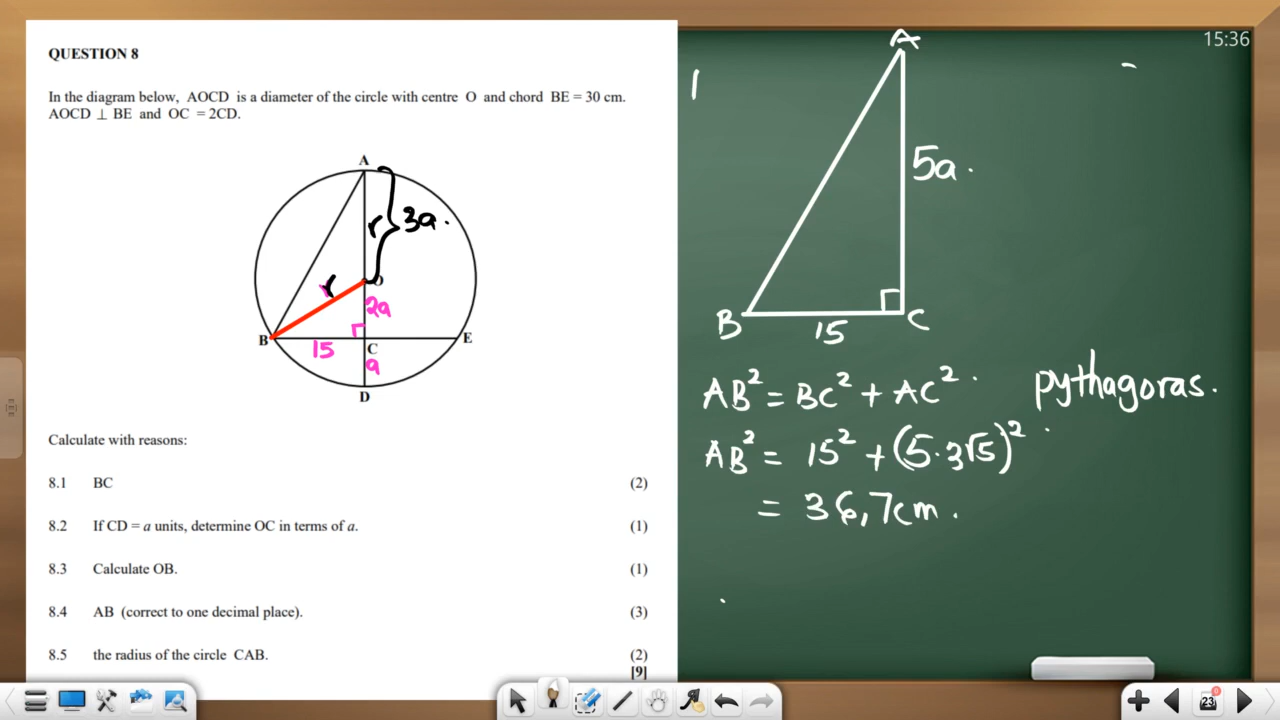 QUESTION 8
In the diagram below, AOCD is a diameter of the circle with centre O and chord BE = 30 cm.
AOCD ⊥ BE and OC = 2CD.
A
r
3a.
r
O
2a
B
15
C
E
a
D
Calculate with reasons:
8.1 BC (2)
8.2 If CD = a units, determine OC in terms of a. (1)
8.3 Calculate OB. (1)
8.4 AB (correct to one decimal place). (3)
8.5 the radius of the circle CAB. (2)
[9]
15:36
A
5a.
B
15
C
AB² = BC² + AC². pythagoras.
AB² = 15² + (5.3√5)²
= 36,7cm.
23